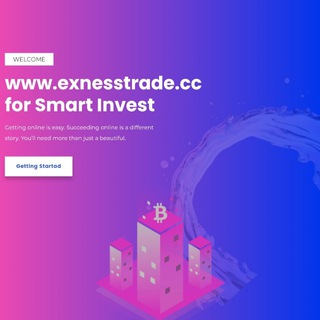 WELCOME
www.exnesstrade.cc
for Smart Invest
Getting online is easy. Succeeding online is a different
story. You'll need more than just a beautiful.
Getting Started